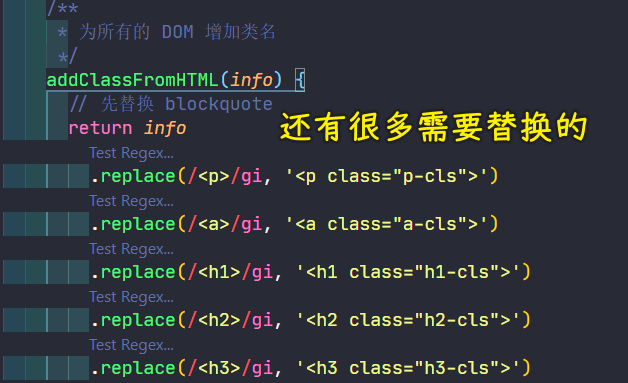 /**
* 为所有的 DOM 增加类名
*/
addClassFromHTML(info) {
// 先替换 blockquote
return info
还有很多需要替换的
Test Regex...
.replace(/<p>/gi, '<p class="p-cls">')
Test Regex...
.replace(/<a>/gi, '<a class="a-cls">')
Test Regex...
.replace(/<h1>/gi, '<h1 class="h1-cls">')
Test Regex...
.replace(/<h2>/gi, '<h2 class="h2-cls">')
Test Regex...
.replace(/<h3>/gi, '<h3 class="h3-cls">')